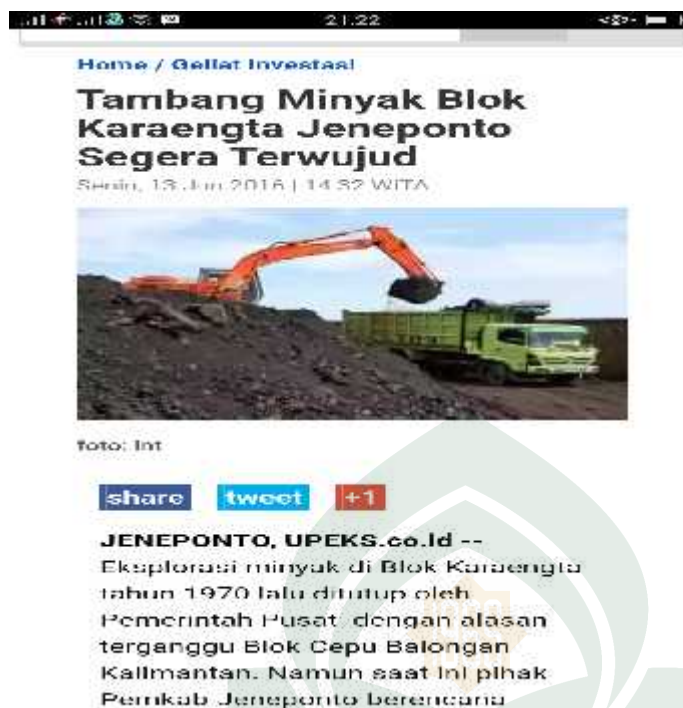 21.22
Home / Geliat Investasi
Tambang Minyak Blok
Karaengta Jeneponto
Segera Terwujud
Senin, 13 Jun 2016 | 14:32 WITA
foto: Int
share tweet +1
JENEPONTO, UPEKS.co.id --
Eksplorasi minyak di Blok Karaengta
tahun 1970 lalu ditutup oleh
Pemerintah Pusat dengan alasan
terganggu Blok Cepu Balongan
Kalimantan. Namun saat ini pihak
Pemkab Jeneponto berencana